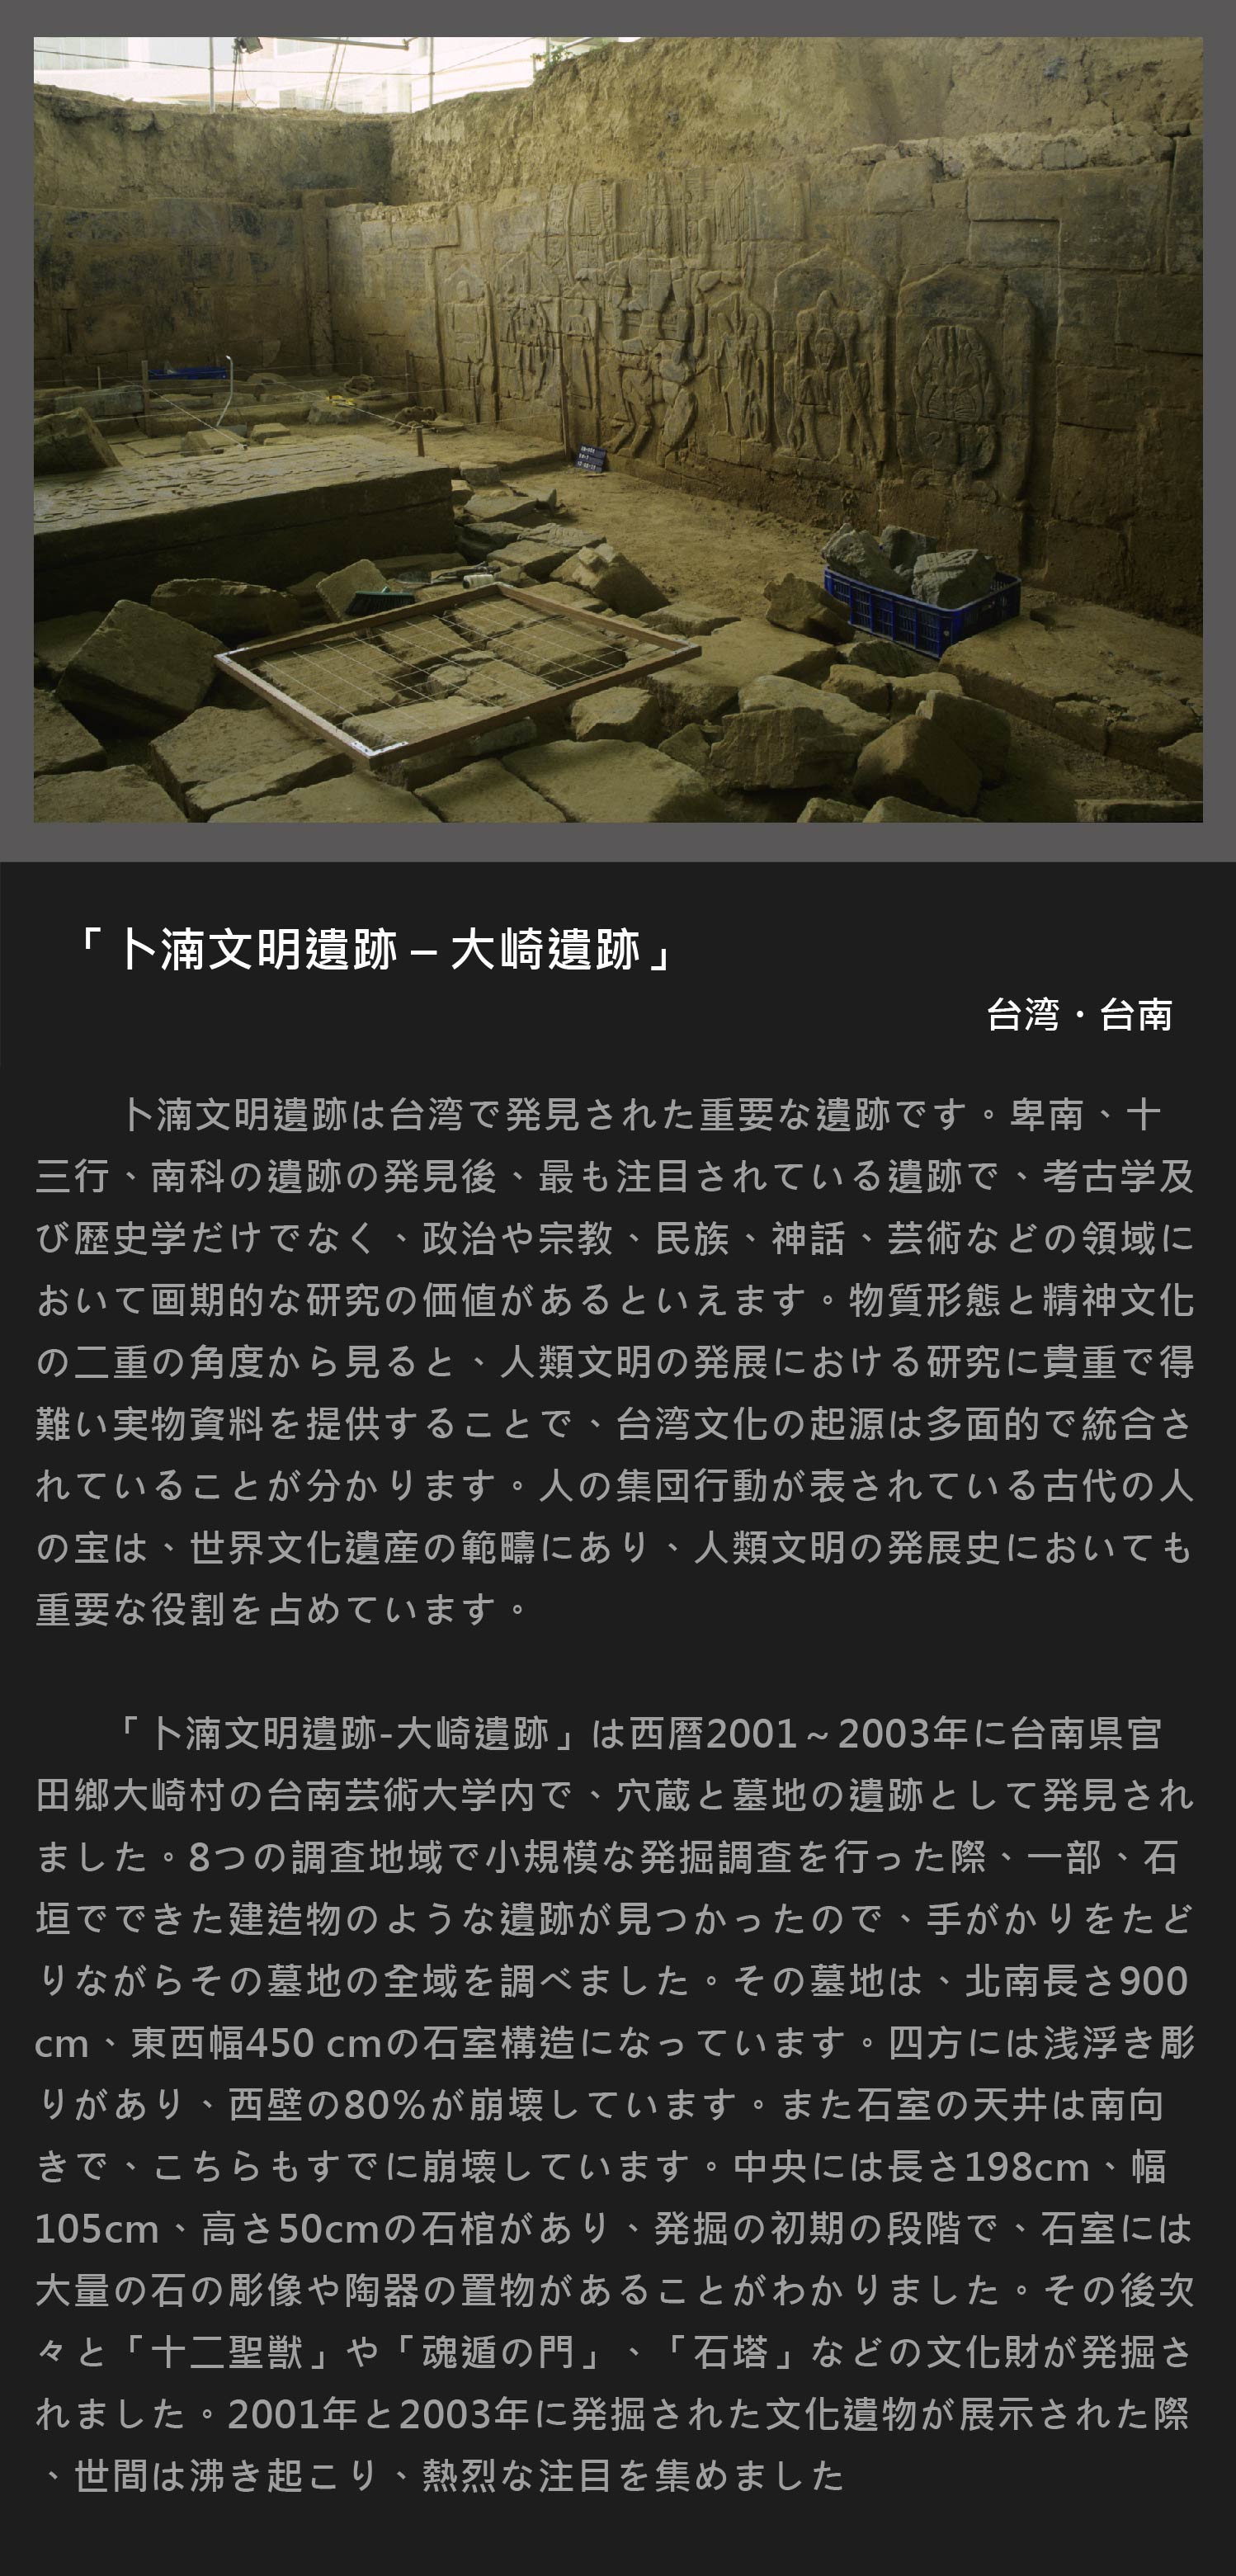 「卜湳文明遺跡 – 大崎遺跡」
台湾・台南
卜湳文明遺跡は台湾で発見された重要な遺跡です。卑南、十
三行、南科の遺跡の発見後、最も注目されている遺跡で、考古学及
び歴史学だけでなく、政治や宗教、民族、神話、芸術などの領域に
おいて画期的な研究の価値があるといえます。物質形態と精神文化
の二重の角度から見ると、人類文明の発展における研究に貴重で得
難い実物資料を提供することで、台湾文化の起源は多面的で統合さ
れていることが分かります。人の集団行動が表されている古代の人
の宝は、世界文化遺産の範疇にあり、人類文明の発展史においても
重要な役割を占めています。
「卜湳文明遺跡-大崎遺跡」は西暦2001～2003年に台南県官
田鄉大崎村の台南芸術大学内で、穴蔵と墓地の遺跡として発見され
ました。8つの調査地域で小規模な発掘調査を行った際、一部、石
垣でできた建造物のような遺跡が見つかったので、手がかりをたど
りながらその墓地の全域を調べました。その墓地は、北南長さ900
cm、東西幅450 cmの石室構造になっています。四方には浅浮き彫
りがあり、西壁の80%が崩壊しています。また石室の天井は南向
きで、こちらもすでに崩壊しています。中央には長さ198cm、幅
105cm、高さ50cmの石棺があり、発掘の初期の段階で、石室には
大量の石の彫像や陶器の置物があることがわかりました。その後次
々と「十二聖獣」や「魂遁の門」、「石塔」などの文化財が発掘さ
れました。2001年と2003年に発掘された文化遺物が展示された際
、世間は沸き起こり、熱烈な注目を集めました